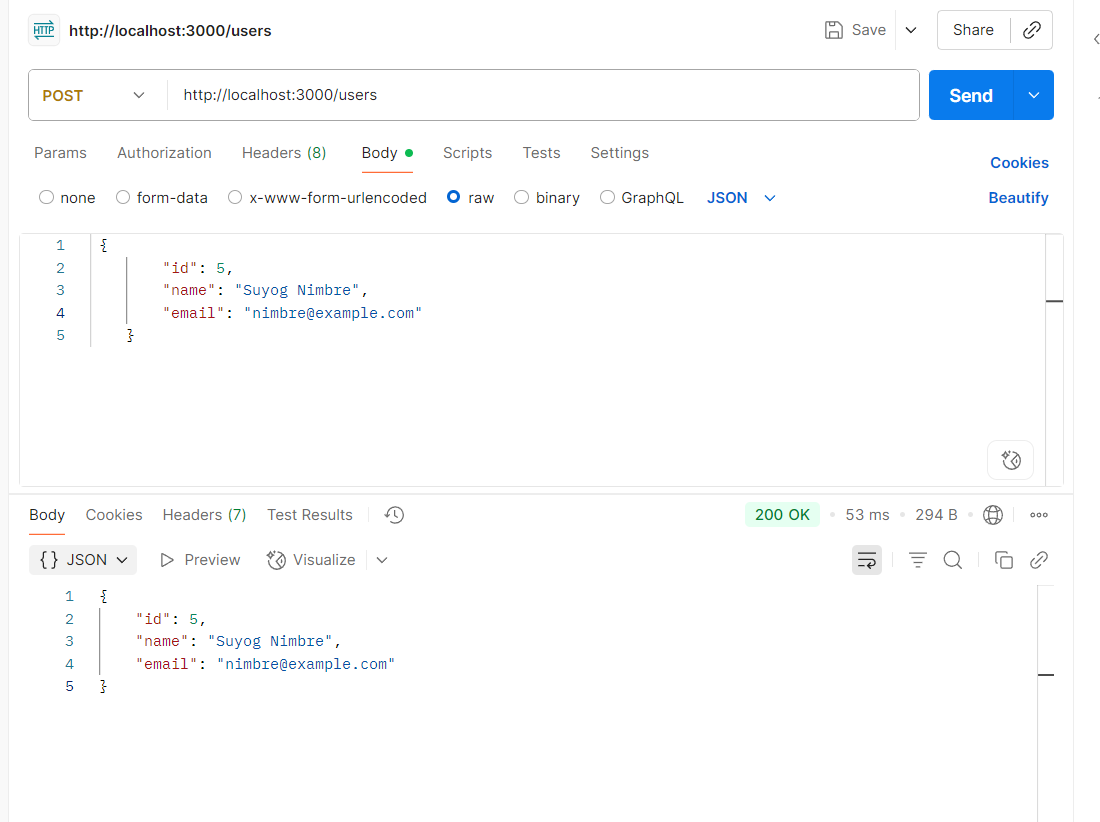 HTTP http://localhost:3000/users Save Share
POST http://localhost:3000/users Send
Params Authorization Headers (8) Body Scripts Tests Settings Cookies
none form-data x-www-form-urlencoded raw binary GraphQL JSON Beautify
1 {
2 "id": 5,
3 "name": "Suyog Nimbre",
4 "email": "nimbre@example.com"
5 }
Body Cookies Headers (7) Test Results 200 OK • 53 ms • 294 B •
{} JSON Preview Visualize
1 {
2 "id": 5,
3 "name": "Suyog Nimbre",
4 "email": "nimbre@example.com"
5 }